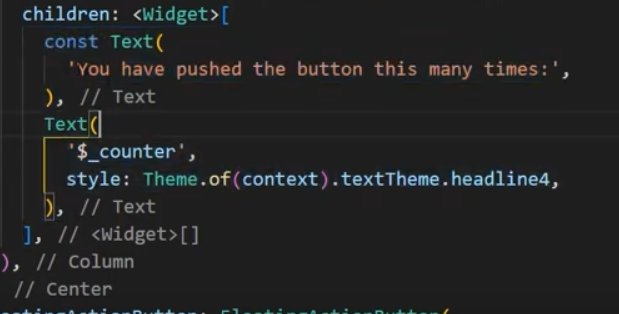 children: <Widget>[
const Text(
'You have pushed the button this many times:',
), // Text
Text(
'$_counter',
style: Theme.of(context).textTheme.headline4,
), // Text
], // <Widget>[]
), // Column
// Center